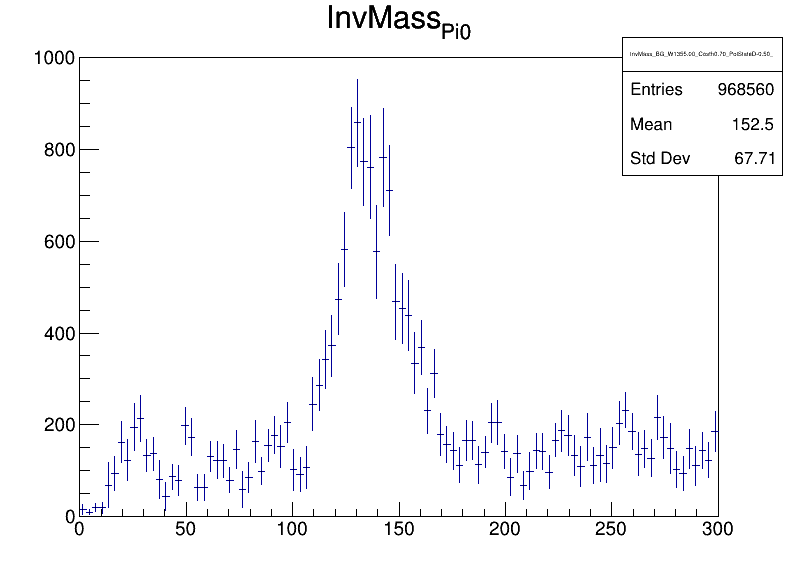 InvMass_Pi0
InvMass_BG_W1355.00_Costh0.70_PolStateD-0.50_
Entries 968560
Mean 152.5
Std Dev 67.71
1000
800
600
400
200
0
0 50 100 150 200 250 300